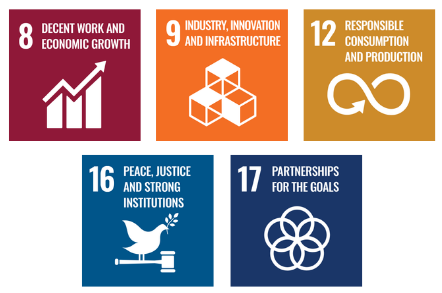 8 DECENT WORK AND
ECONOMIC GROWTH
9 INDUSTRY, INNOVATION
AND INFRASTRUCTURE
12 RESPONSIBLE
CONSUMPTION
AND PRODUCTION
16 PEACE, JUSTICE
AND STRONG
INSTITUTIONS
17 PARTNERSHIPS
FOR THE GOALS